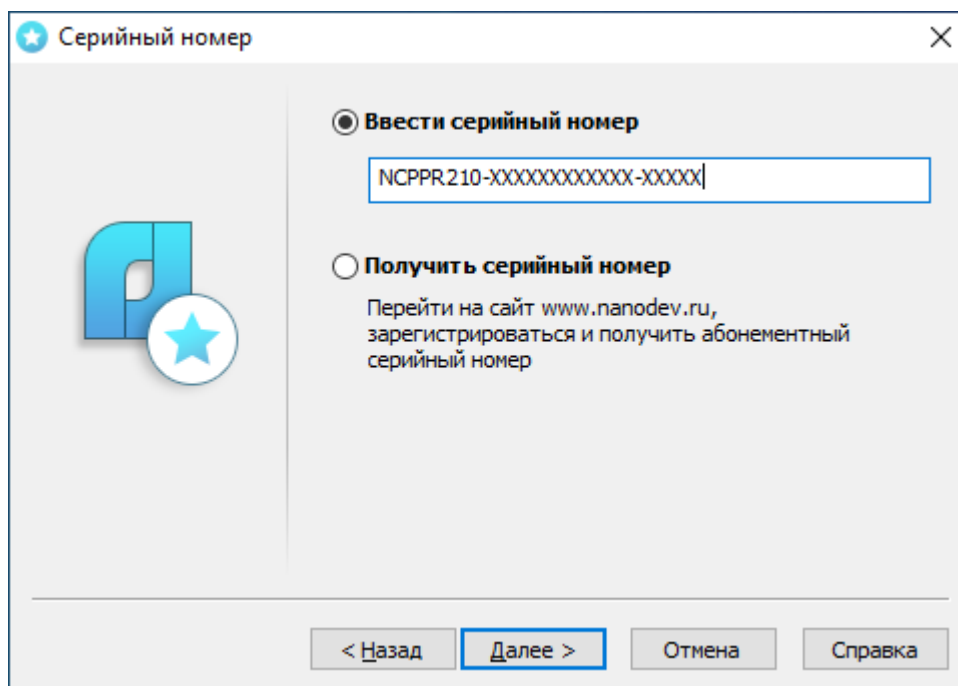 Серийный номер
Ввести серийный номер
NCPPR210-XXXXXXXXXXXX-XXXXX
Получить серийный номер
Перейти на сайт www.nanodev.ru,
зарегистрироваться и получить абонементный
серийный номер
< Назад
Далее >
Отмена
Справка